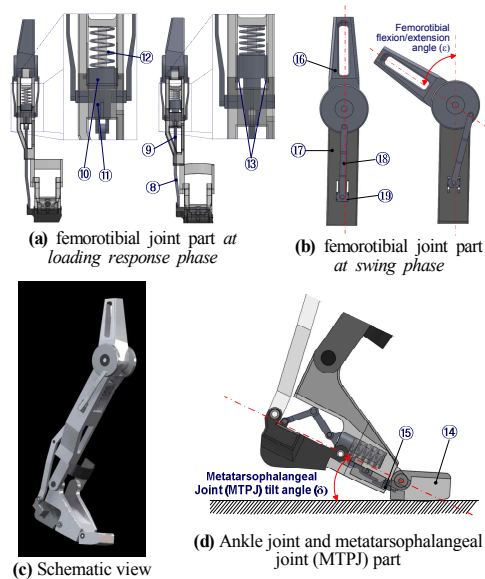 ⑫
⑨
⑩ ⑪
⑬
⑧
(a) femorotibial joint part at
loading response phase
Femorotibial
flexion/extension
angle (ε)
⑯
⑰ ⑱
⑲
(b) femorotibial joint part
at swing phase
(c) Schematic view
⑮ ⑭
Metatarsophalangeal
Joint (MTPJ) tilt angle (δ)
(d) Ankle joint and metatarsophalangeal
joint (MTPJ) part